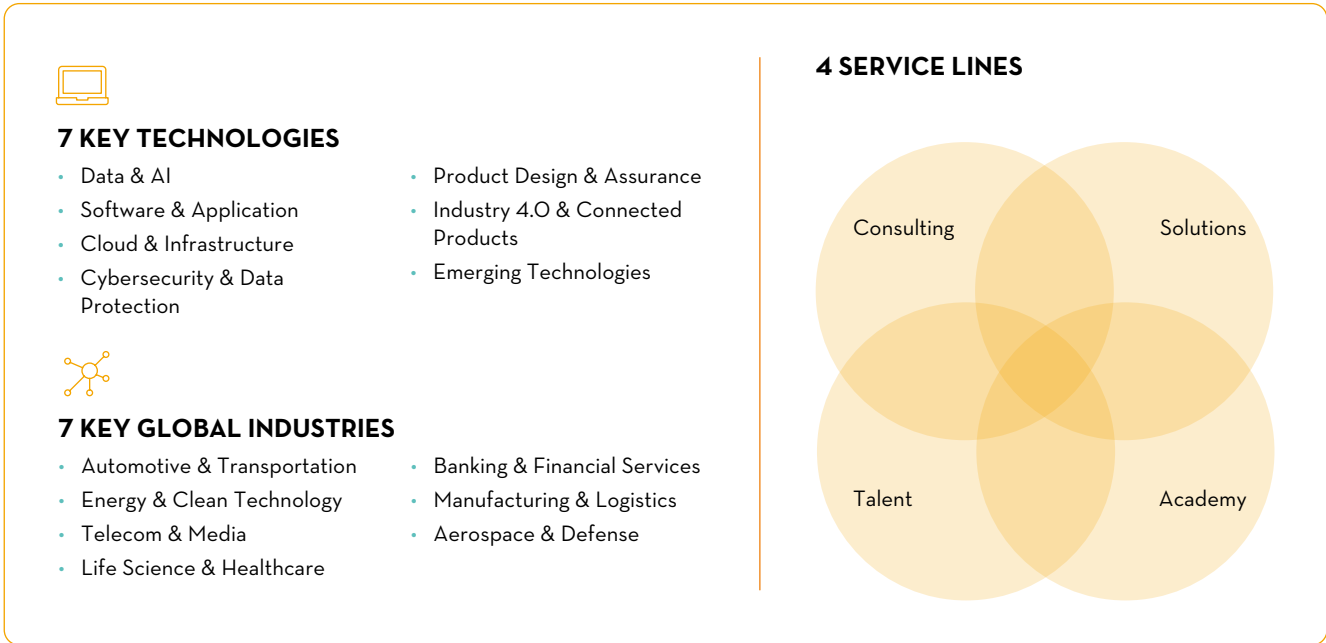 7 KEY TECHNOLOGIES
• Data & AI
• Software & Application
• Cloud & Infrastructure
• Cybersecurity & Data
Protection
• Product Design & Assurance
• Industry 4.0 & Connected
Products
• Emerging Technologies
7 KEY GLOBAL INDUSTRIES
• Automotive & Transportation
• Energy & Clean Technology
• Telecom & Media
• Life Science & Healthcare
• Banking & Financial Services
• Manufacturing & Logistics
• Aerospace & Defense
4 SERVICE LINES
Consulting
Solutions
Talent
Academy